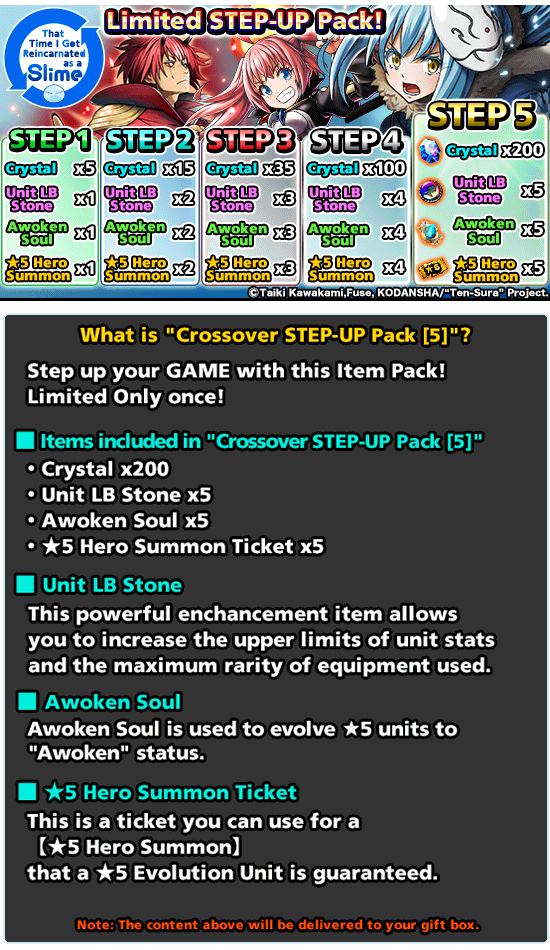 Limited STEP-UP Pack!
That
Time I Got
Reincarnated
as a
Slime
STEP 1
Crystal x5
Unit LB
Stone x1
Awoken
Soul x1
★5 Hero
Summon x1
STEP 2
Crystal x15
Unit LB
Stone x2
Awoken
Soul x2
★5 Hero
Summon x2
STEP 3
Crystal x35
Unit LB
Stone x3
Awoken
Soul x3
★5 Hero
Summon x3
STEP 4
Crystal x100
Unit LB
Stone x4
Awoken
Soul x4
★5 Hero
Summon x4
STEP 5
Crystal x200
Unit LB
Stone x5
Awoken
Soul x5
★5
★5 Hero
Summon x5
©Taiki Kawakami,Fuse, KODANSHA/"Ten-Sura" Project.
What is "Crossover STEP-UP Pack [5]"?
Step up your GAME with this Item Pack!
Limited Only once!
■ Items included in "Crossover STEP-UP Pack [5]"
・Crystal x200
・Unit LB Stone x5
・Awoken Soul x5
・★5 Hero Summon Ticket x5
■ Unit LB Stone
This powerful enchancement item allows
you to increase the upper limits of unit stats
and the maximum rarity of equipment used.
■ Awoken Soul
Awoken Soul is used to evolve ★5 units to
"Awoken" status.
■ ★5 Hero Summon Ticket
This is a ticket you can use for a
【★5 Hero Summon】
that a ★5 Evolution Unit is guaranteed.
Note: The content above will be delivered to your gift box.